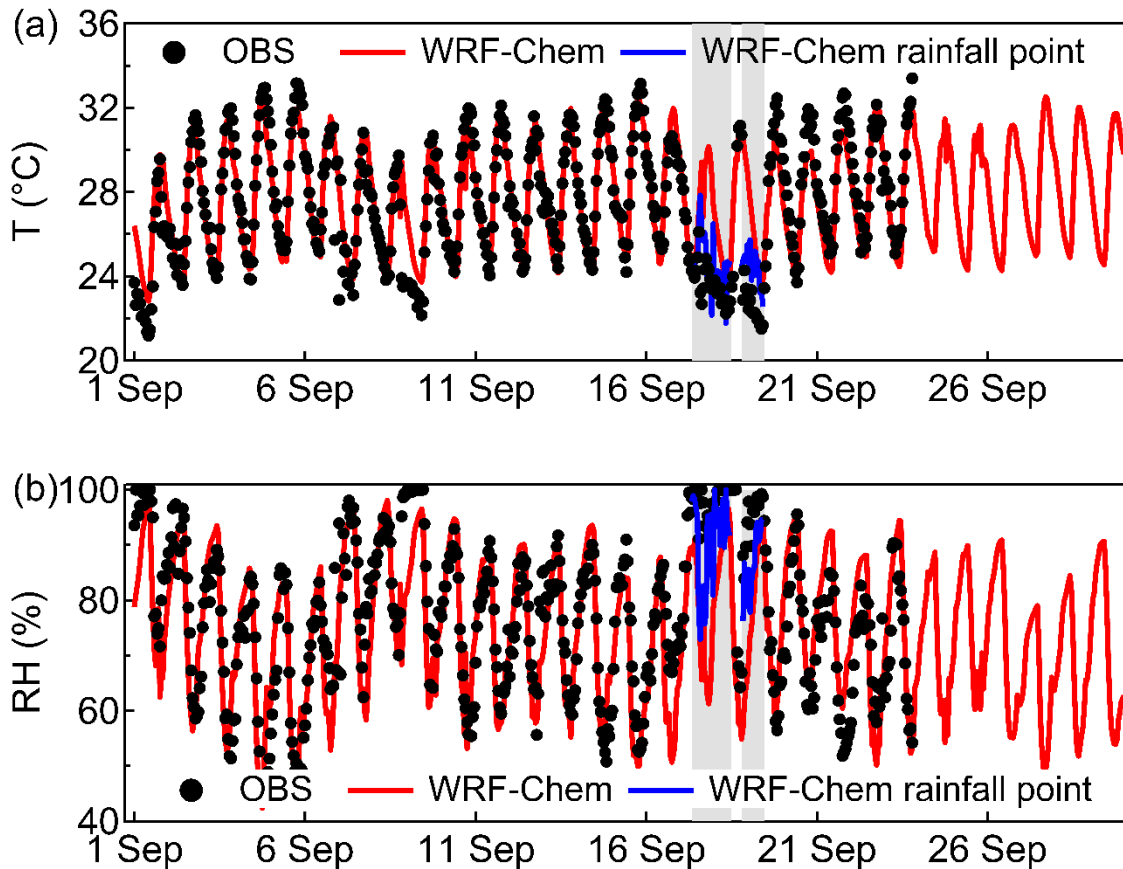 (a)
OBS WRF-Chem WRF-Chem rainfall point
T (°C)
36
32
28
24
20
1 Sep 6 Sep 11 Sep 16 Sep 21 Sep 26 Sep
(b)
RH (%)
100
80
60
40
OBS WRF-Chem WRF-Chem rainfall point
1 Sep 6 Sep 11 Sep 16 Sep 21 Sep 26 Sep